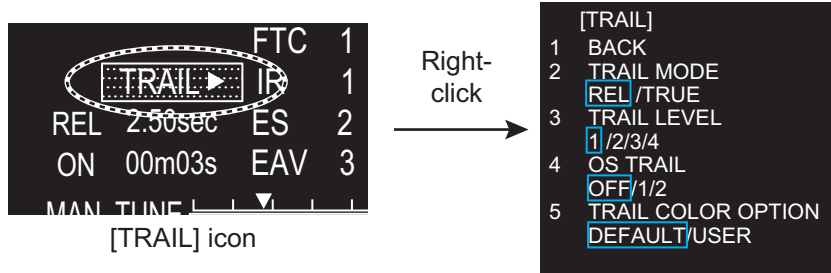 FTC 1
TRAIL ▶ IR 1
REL 2.50sec ES 2
ON 00m03s EAV 3
MAN TUNE
[TRAIL] icon
Right-
click
[TRAIL]
1 BACK
2 TRAIL MODE
REL /TRUE
3 TRAIL LEVEL
1 /2/3/4
4 OS TRAIL
OFF/1/2
5 TRAIL COLOR OPTION
DEFAULT/USER